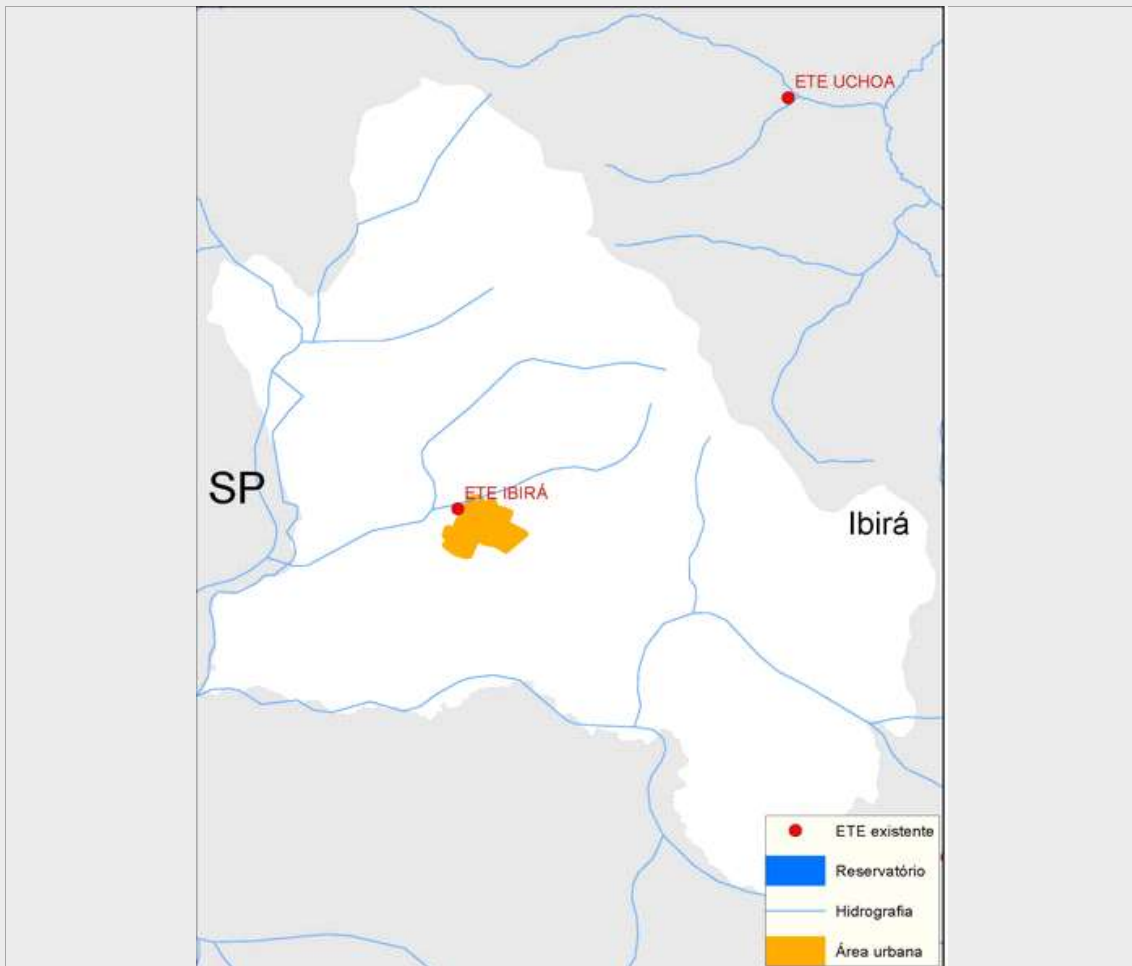 ETE UCHOA
SP
ETE IBIRÁ
Ibirá
ETE existente
Reservatório
Hidrografia
Área urbana